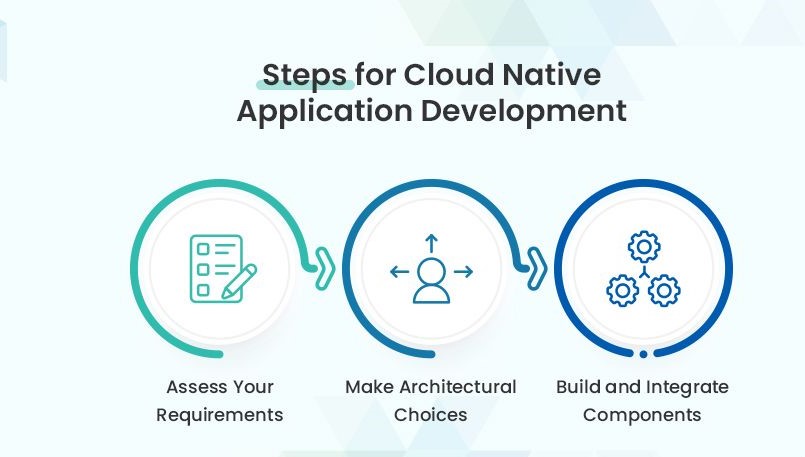 Steps for Cloud Native
Application Development
Assess Your
Requirements
Make Architectural
Choices
Build and Integrate
Components